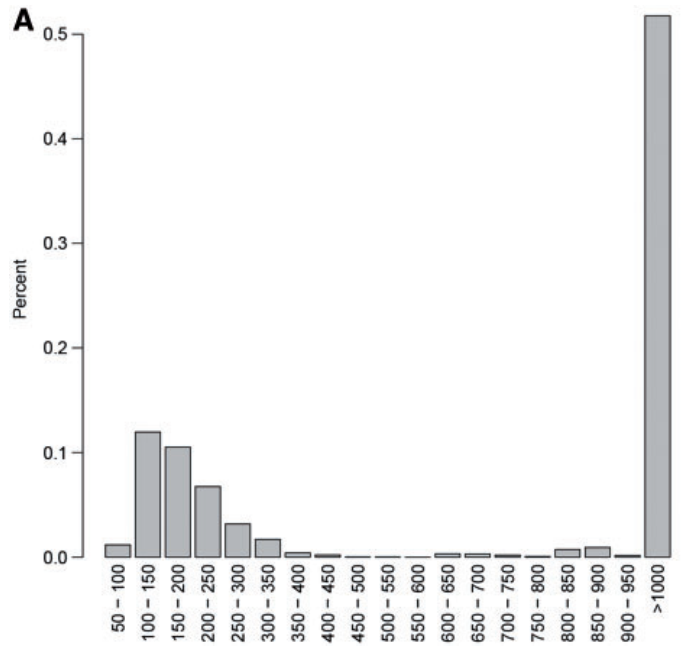 A
0.5
0.4
0.3
0.2
0.1
0.0
Percent
50 – 100
100 – 150
150 – 200
200 – 250
250 – 300
300 – 350
350 – 400
400 – 450
450 – 500
500 – 550
550 – 600
600 – 650
650 – 700
700 – 750
750 – 800
800 – 850
850 – 900
900 – 950
>1000